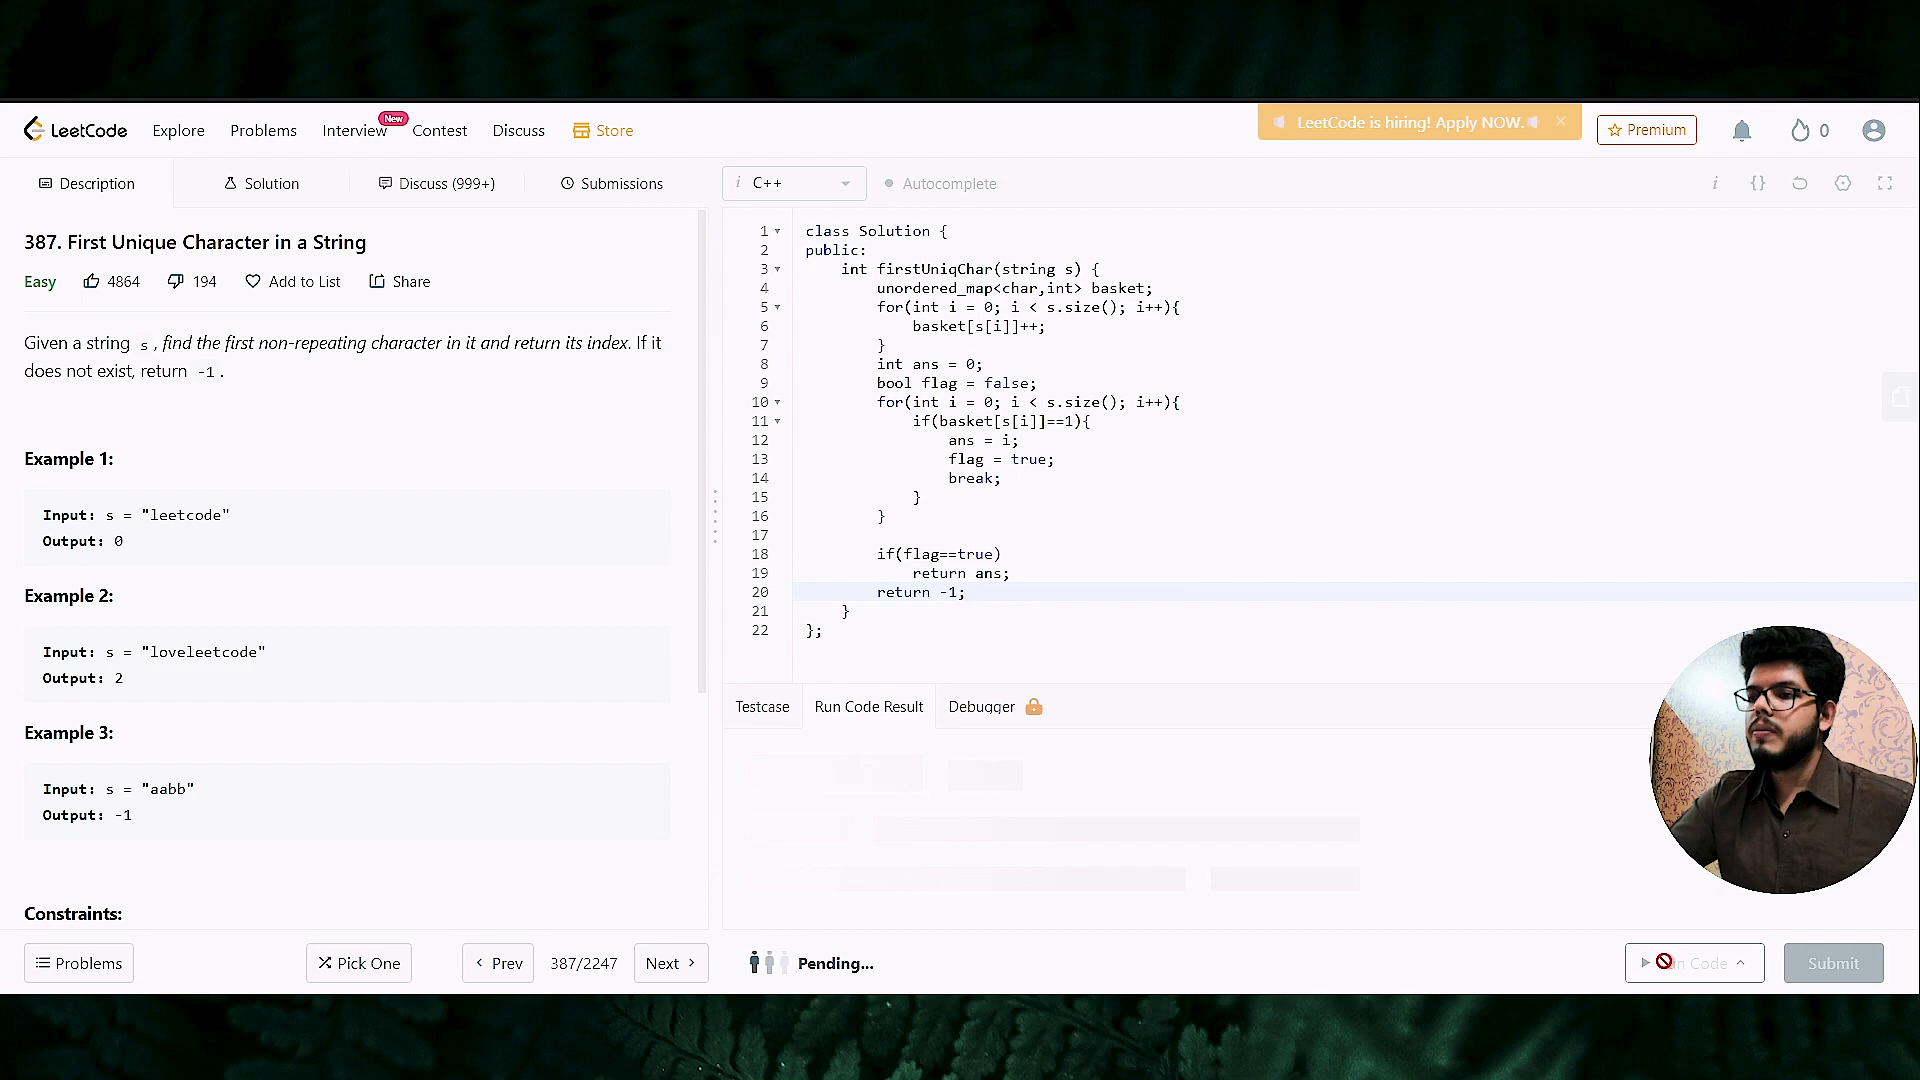 LeetCode
Explore
Problems
Interview
New
Contest
Discuss
Store
LeetCode is hiring! Apply NOW.
Premium
0
Description
Solution
Discuss (999+)
Submissions
i C++
Autocomplete
387. First Unique Character in a String
Easy
4864
194
Add to List
Share
Given a string s, find the first non-repeating character in it and return its index. If it
does not exist, return -1.
Example 1:
Input: s = "leetcode"
Output: 0
Example 2:
Input: s = "loveleetcode"
Output: 2
Example 3:
Input: s = "aabb"
Output: -1
Constraints:
Problems
Pick One
Prev
387/2247
Next
1 class Solution {
2 public:
3 int firstUniqChar(string s) {
4 unordered_map<char,int> basket;
5 for(int i = 0; i < s.size(); i++){
6 basket[s[i]]++;
7 }
8 int ans = 0;
9 bool flag = false;
10 for(int i = 0; i < s.size(); i++){
11 if(basket[s[i]]==1){
12 ans = i;
13 flag = true;
14 break;
15 }
16 }
17
18 if(flag==true)
19 return ans;
20 return -1;
21 }
22 };
Testcase
Run Code Result
Debugger
Pending...
Code
Submit